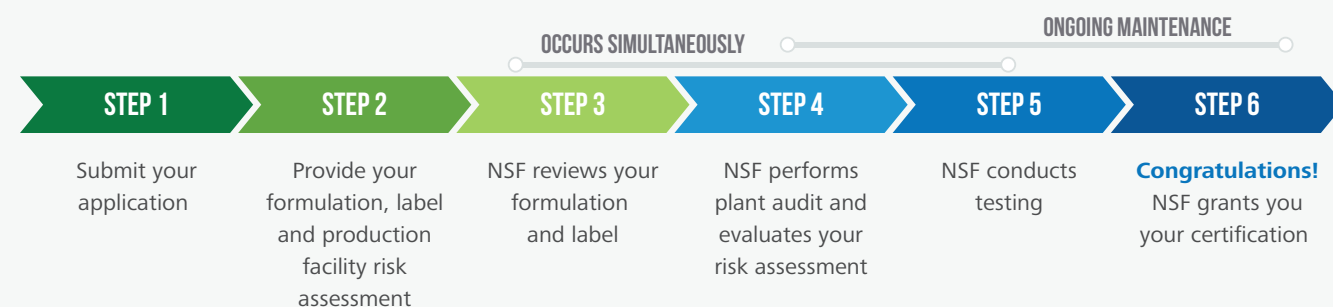 ONGOING MAINTENANCE
OCCURS SIMULTANEOUSLY
STEP 1
STEP 2
STEP 3
STEP 4
STEP 5
STEP 6
Submit your
application
Provide your
formulation, label
and production
facility risk
assessment
NSF reviews your
formulation
and label
NSF performs
plant audit and
evaluates your
risk assessment
NSF conducts
testing
Congratulations!
NSF grants you
your certification